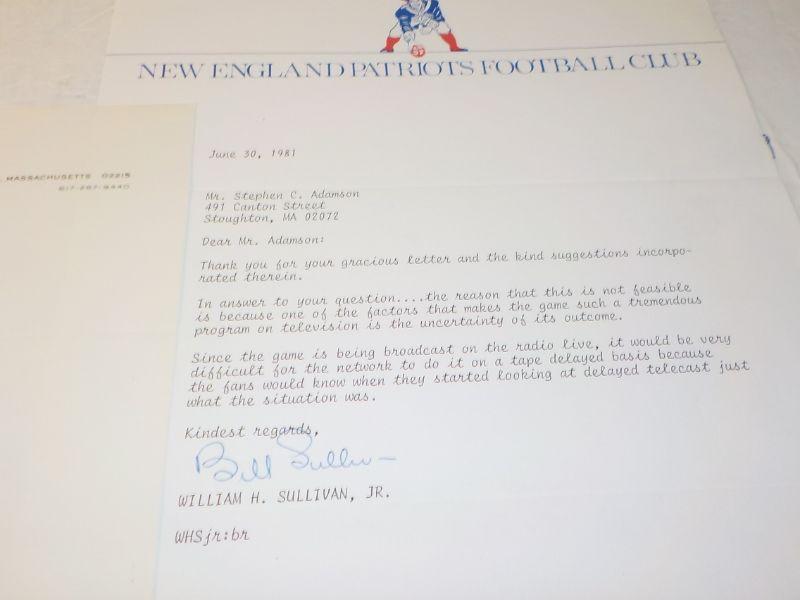 NEW ENGLAND PATRIOTS FOOTBALL CLUB
MASSACHUSETTS 02215
617-267-9440
June 30, 1981
Mr. Stephen C. Adamson
491 Canton Street
Stoughton, MA 02072
Dear Mr. Adamson:
Thank you for your gracious letter and the kind suggestions incorpo-
rated therein.
In answer to your question....the reason that this is not feasible
is because one of the factors that makes the game such a tremendous
program on television is the uncertainty of its outcome.
Since the game is being broadcast on the radio live, it would be very
difficult for the network to do it on a tape delayed basis because
the fans would know when they started looking at delayed telecast just
what the situation was.
Kindest regards,
Bill Sullivan
WILLIAM H. SULLIVAN, JR.
WHSjr:br